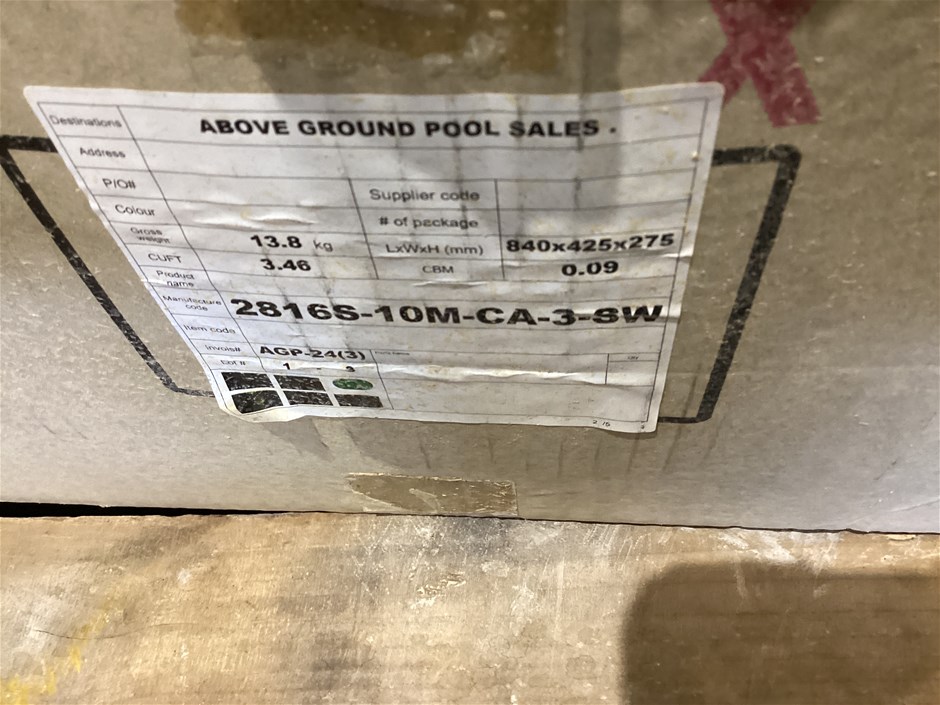 Destinations ABOVE GROUND POOL SALES .
Address
P/O# Supplier code
Colour # of package
Gross weight 13.8 kg LxWxH (mm) 840x425x275
CUFT 3.46 CBM 0.09
Product name
Manufacture code 2816S-10M-CA-3-SW
Item code
Invois# AGP-24(3)
Lot # 1 - 3
2 /5